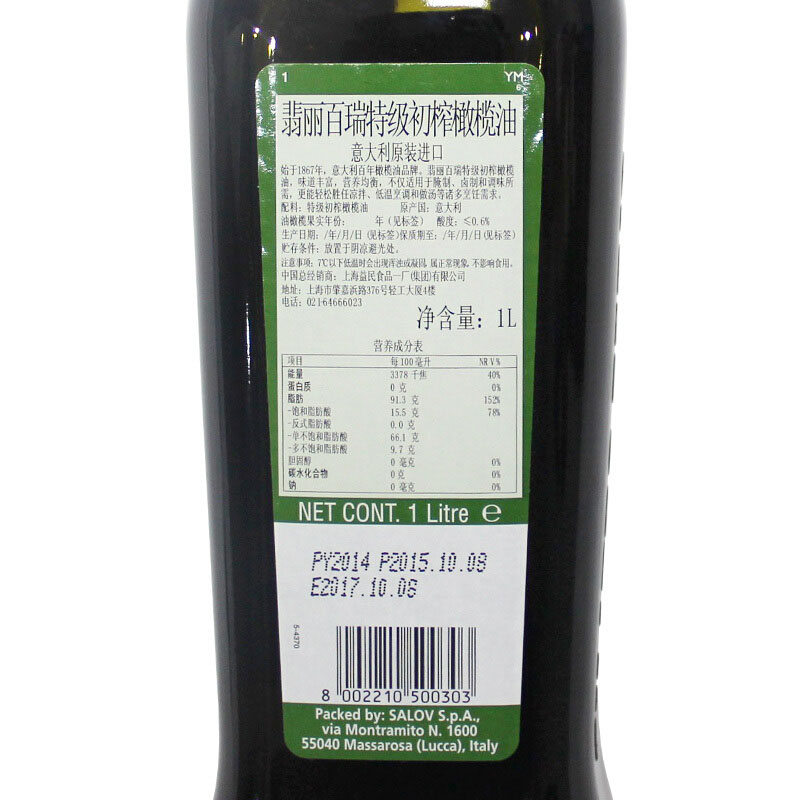 1 YM
6
翡丽百瑞特级初榨橄榄油
意大利原装进口
始于1867年，意大利百年橄榄油品牌。翡丽百瑞特级初榨橄榄
油，味道丰富，营养均衡，不仅适用于腌制、卤制和调味所
需，更能轻松胜任凉拌、低温烹调和做汤等诸多烹饪需求。
配料：特级初榨橄榄油 原产国：意大利
油橄榄果实年份： 年（见标签） 酸度：≤0.6%
生产日期：/年/月/日（见标签）保质期至：/年/月/日（见标签）
贮存条件：放置于阴凉避光处。
注意事项：7℃以下低温时会出现浑浊或凝固，属正常现象，不影响食用。
中国总经销商：上海益民食品一厂（集团）有限公司
地址：上海市肇嘉浜路376号轻工大厦4楼
电话：021-64666023
净含量：1L
营养成分表
项目 每100毫升 NRV%
能量 3378 千焦 40%
蛋白质 0 克 0%
脂肪 91.3 克 152%
-饱和脂肪酸 15.5 克 78%
-反式脂肪酸 0.0 克
-单不饱和脂肪酸 66.1 克
-多不饱和脂肪酸 9.7 克
胆固醇 0 毫克 0%
碳水化合物 0 克 0%
钠 0 毫克 0%
NET CONT. 1 Litre ℮
PY2014 P2015.10.08
E2017.10.08
5-4370
8 002210 500303
Packed by: SALOV S.p.A.,
via Montramito N. 1600
55040 Massarosa (Lucca), Italy